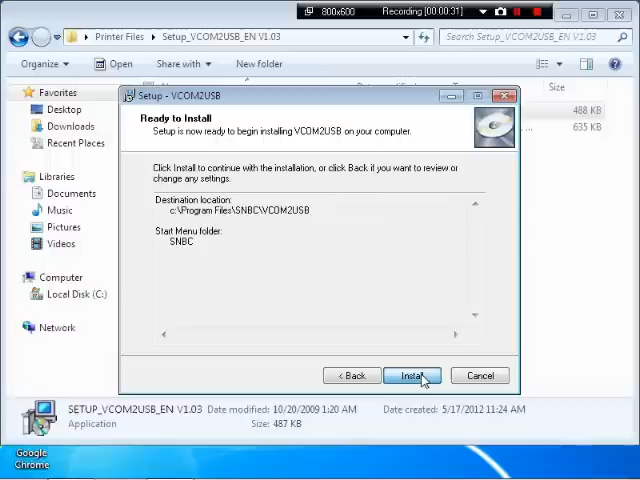 800x600
Recording [00:00:31]
Printer Files
Setup_VCOM2USB_EN V1.03
Search Setup_VCOM2USB_EN V1.03
Organize
Open
Share with
New folder
Favorites
Size
Desktop
488 KB
Downloads
635 KB
Recent Places
Libraries
Documents
Music
Pictures
Videos
Computer
Local Disk (C:)
Network
Setup - VCOM2USB
Ready to Install
Setup is now ready to begin installing VCOM2USB on your computer.
Click Install to continue with the installation, or click Back if you want to review or
change any settings.
Destination location:
c:\Program Files\SNBC\VCOM2USB
Start Menu folder:
SNBC
< Back
Install
Cancel
SETUP_VCOM2USB_EN V1.03 Date modified: 10/20/2009 1:20 AM Date created: 5/17/2012 11:24 AM
Application Size: 487 KB
Google
Chrome